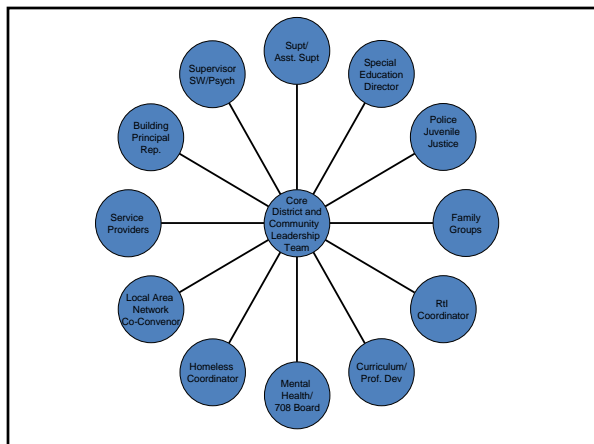 Supt/
Asst. Supt
Special
Education
Director
Police
Juvenile
Justice
Family
Groups
RtI
Coordinator
Curriculum/
Prof. Dev
Mental
Health/
708 Board
Homeless
Coordinator
Local Area
Network
Co-Convenor
Service
Providers
Building
Principal
Rep.
Supervisor
SW/Psych
Core
District and
Community
Leadership
Team